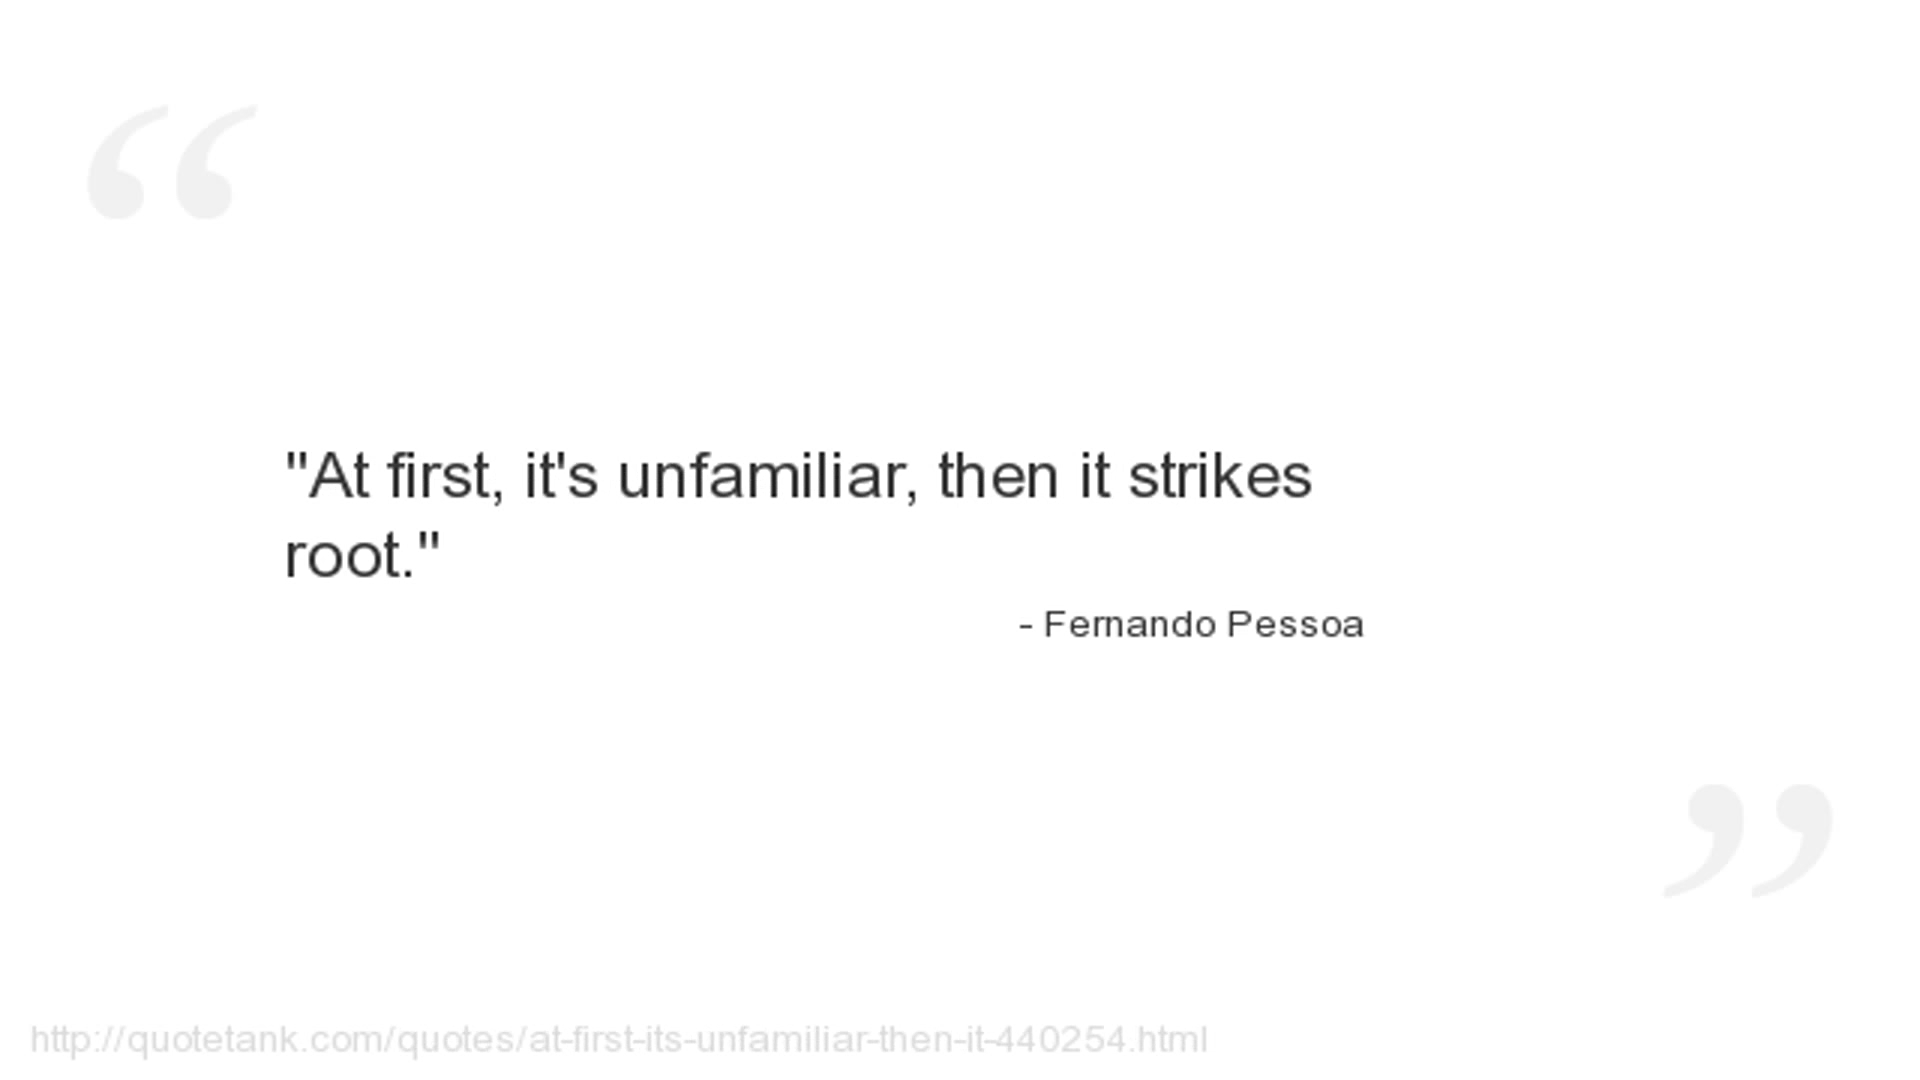 "At first, it's unfamiliar, then it strikes
root."
- Fernando Pessoa
http://quotetank.com/quotes/at-first-its-unfamiliar-then-it-440254.html